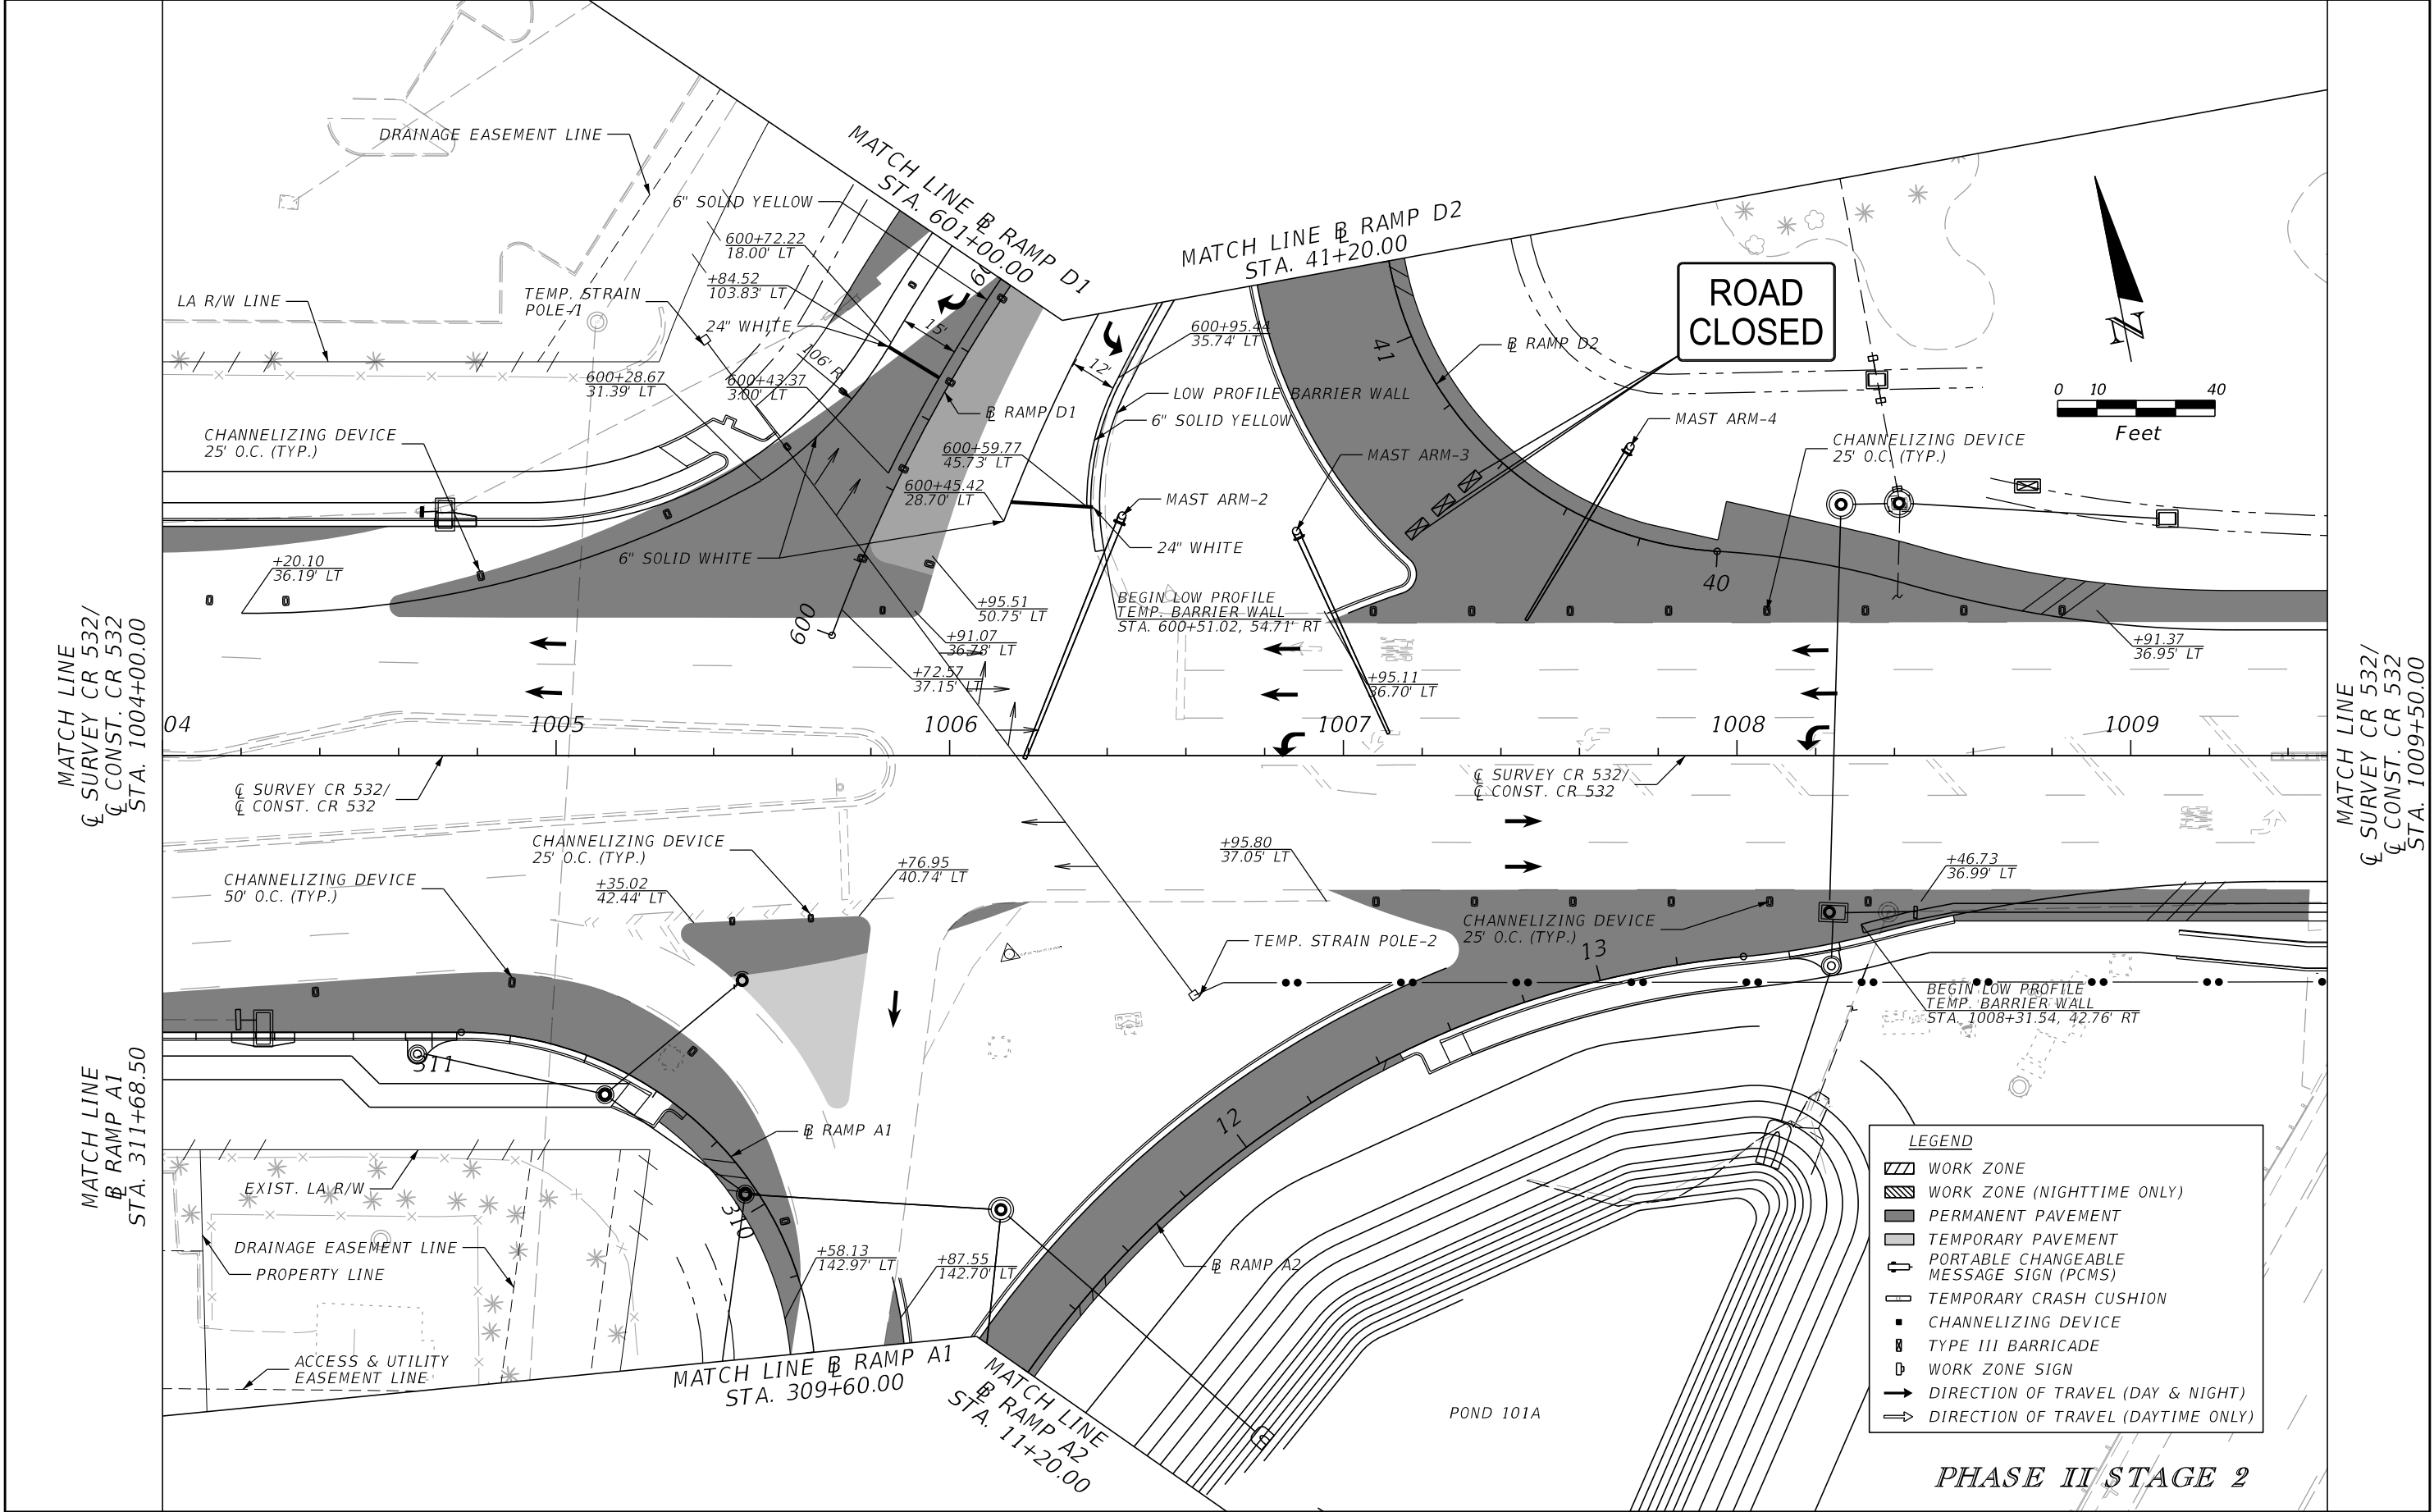 DRAINAGE EASEMENT LINE
6" SOLID YELLOW
MATCH LINE ℄ RAMP D1
STA. 601+00.00
MATCH LINE ℄ RAMP D2
STA. 41+20.00
600+72.22
18.00' LT
+84.52
103.83' LT
LA R/W LINE
TEMP. STRAIN
POLE-1
24" WHITE
15'
106' R
600+28.67
31.39' LT
600+43.37
3.00' LT
℄ RAMP D1
12'
600+95.44
35.74' LT
LOW PROFILE BARRIER WALL
6" SOLID YELLOW
41
℄ RAMP D2
ROAD
CLOSED
N
0 10 40
Feet
CHANNELIZING DEVICE
25' O.C. (TYP.)
600+59.77
45.73' LT
600+45.42
28.70' LT
MAST ARM-2
MAST ARM-3
MAST ARM-4
CHANNELIZING DEVICE
25' O.C. (TYP.)
24" WHITE
6" SOLID WHITE
+20.10
36.19' LT
600
+95.51
50.75' LT
+91.07
36.78' LT
+72.57
37.15' LT
BEGIN LOW PROFILE
TEMP. BARRIER WALL
STA. 600+51.02, 54.71' RT
40
+95.11
36.70' LT
+91.37
36.95' LT
MATCH LINE
℄ SURVEY CR 532/
℄ CONST. CR 532
STA. 1004+00.00
04
1005
1006
1007
1008
1009
MATCH LINE
℄ SURVEY CR 532/
℄ CONST. CR 532
STA. 1009+50.00
℄ SURVEY CR 532/
℄ CONST. CR 532
℄ SURVEY CR 532/
℄ CONST. CR 532
CHANNELIZING DEVICE
25' O.C. (TYP.)
CHANNELIZING DEVICE
50' O.C. (TYP.)
+35.02
42.44' LT
+76.95
40.74' LT
+95.80
37.05' LT
+46.73
36.99' LT
CHANNELIZING DEVICE
25' O.C. (TYP.)
TEMP. STRAIN POLE-2
13
BEGIN LOW PROFILE
TEMP. BARRIER WALL
STA. 1008+31.54, 42.76' RT
MATCH LINE
℄ RAMP A1
STA. 311+68.50
311
℄ RAMP A1
12
EXIST. LA R/W
310
DRAINAGE EASEMENT LINE
PROPERTY LINE
+58.13
142.97' LT
+87.55
142.70' LT
℄ RAMP A2
ACCESS & UTILITY
EASEMENT LINE
MATCH LINE ℄ RAMP A1
STA. 309+60.00
MATCH LINE
℄ RAMP A2
STA. 11+20.00
POND 101A
LEGEND
WORK ZONE
WORK ZONE (NIGHTTIME ONLY)
PERMANENT PAVEMENT
TEMPORARY PAVEMENT
PORTABLE CHANGEABLE
MESSAGE SIGN (PCMS)
TEMPORARY CRASH CUSHION
CHANNELIZING DEVICE
TYPE III BARRICADE
WORK ZONE SIGN
DIRECTION OF TRAVEL (DAY & NIGHT)
DIRECTION OF TRAVEL (DAYTIME ONLY)
PHASE II STAGE 2